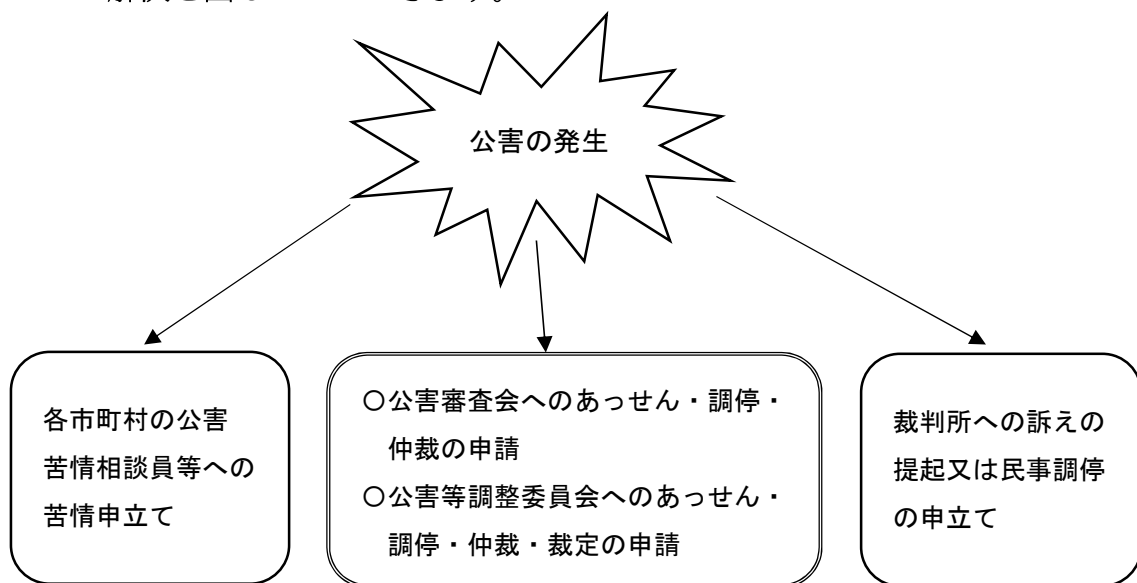 公害の発生
各市町村の公害
苦情相談員等への
苦情申立て
○公害審査会へのあっせん・調停・
仲裁の申請
○公害等調整委員会へのあっせん・
調停・仲裁・裁定の申請
裁判所への訴えの
提起又は民事調停
の申立て